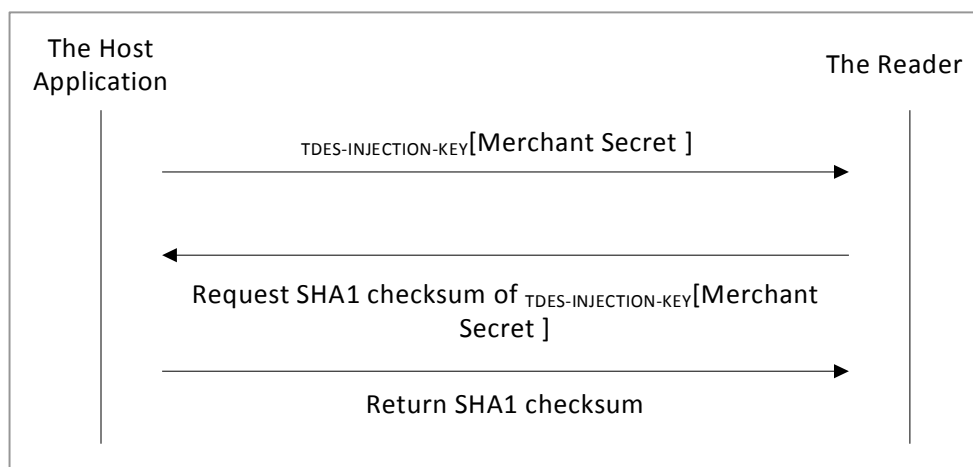 The Host
Application
The Reader
TDES-INJECTION-KEY[Merchant Secret ]
Request SHA1 checksum of TDES-INJECTION-KEY[Merchant
Secret ]
Return SHA1 checksum